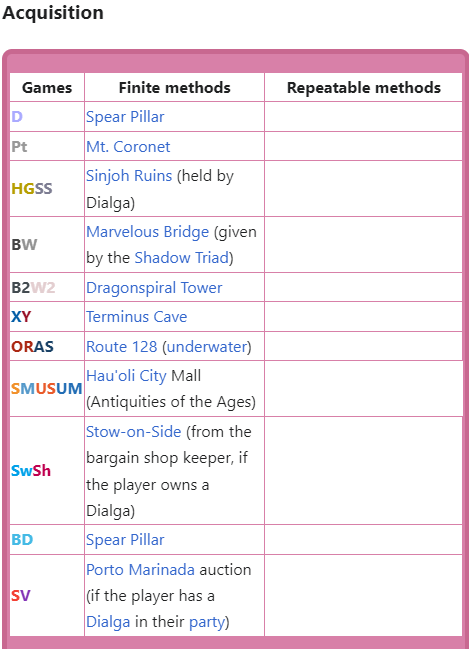 Acquisition
Games Finite methods Repeatable methods
D Spear Pillar
Pt Mt. Coronet
HGSS Sinjoh Ruins (held by
Dialga)
BW Marvelous Bridge (given
by the Shadow Triad)
B2W2 Dragonspiral Tower
XY Terminus Cave
ORAS Route 128 (underwater)
SMUSUM Hau'oli City Mall
(Antiquities of the Ages)
SwSh Stow-on-Side (from the
bargain shop keeper, if
the player owns a
Dialga)
BD Spear Pillar
SV Porto Marinada auction
(if the player has a
Dialga in their party)